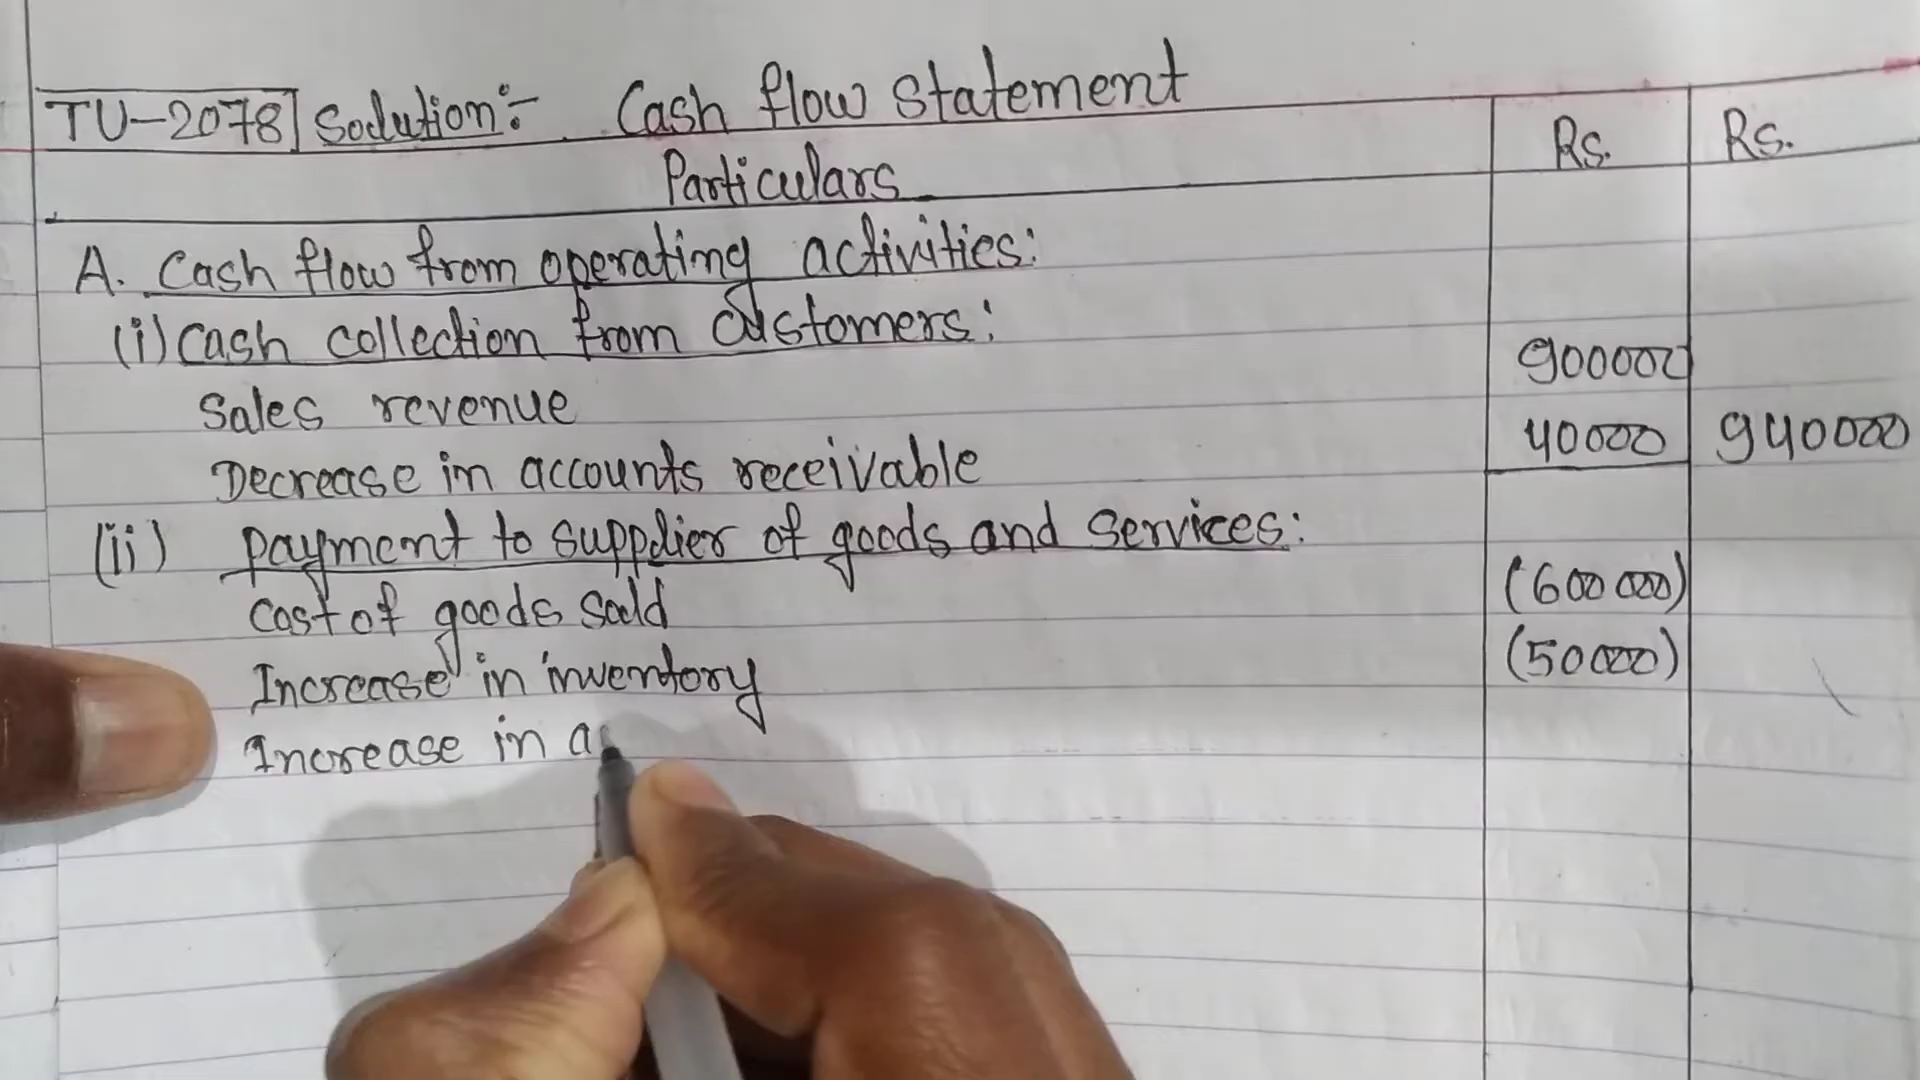 TU-2078 Solution:- Cash flow statement
Particulars Rs. Rs.
A. Cash flow from operating activities:
(i) Cash collection from customers:
Sales revenue 900000
Decrease in accounts receivable 40000 940000
(ii) payment to supplier of goods and services:
Cost of goods sold (600000)
Increase in inventory (50000)
Increase in a